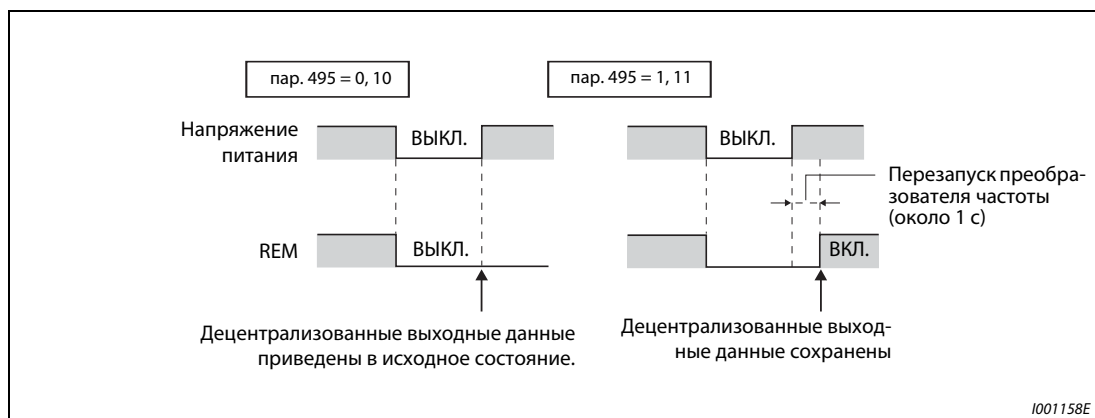 пар. 495 = 0, 10
пар. 495 = 1, 11
Напряжение
питания
ВЫКЛ.
ВЫКЛ.
Перезапуск преобра-
зователя частоты
(около 1 с)
REM
ВЫКЛ.
ВКЛ.
Децентрализованные выходные данные
приведены в исходное состояние.
Децентрализованные выход-
ные данные сохранены
I001158E